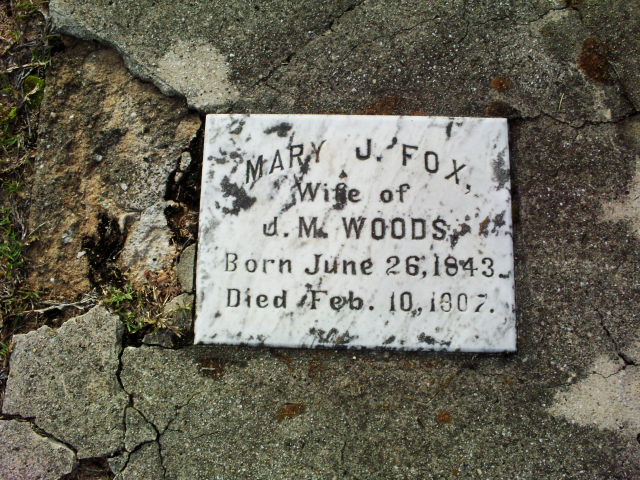 MARY J. FOX,
Wife of
J. M. WOODS,
Born June 26, 1843.
Died Feb. 10, 1907.